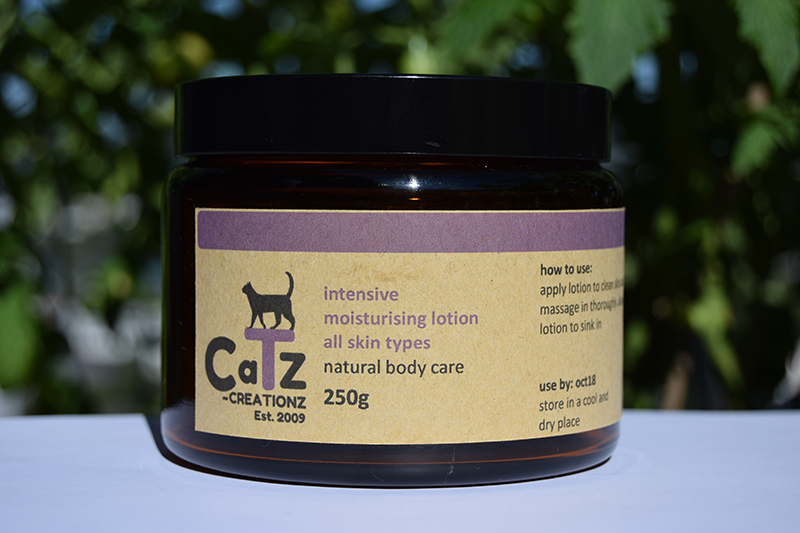 CaTz
~CREATIONZ
Est. 2009
intensive
moisturising lotion
all skin types
natural body care
250g
how to use:
apply lotion to clean
massage in thoroughly
lotion to sink in
use by: oct18
store in a cool and
dry place